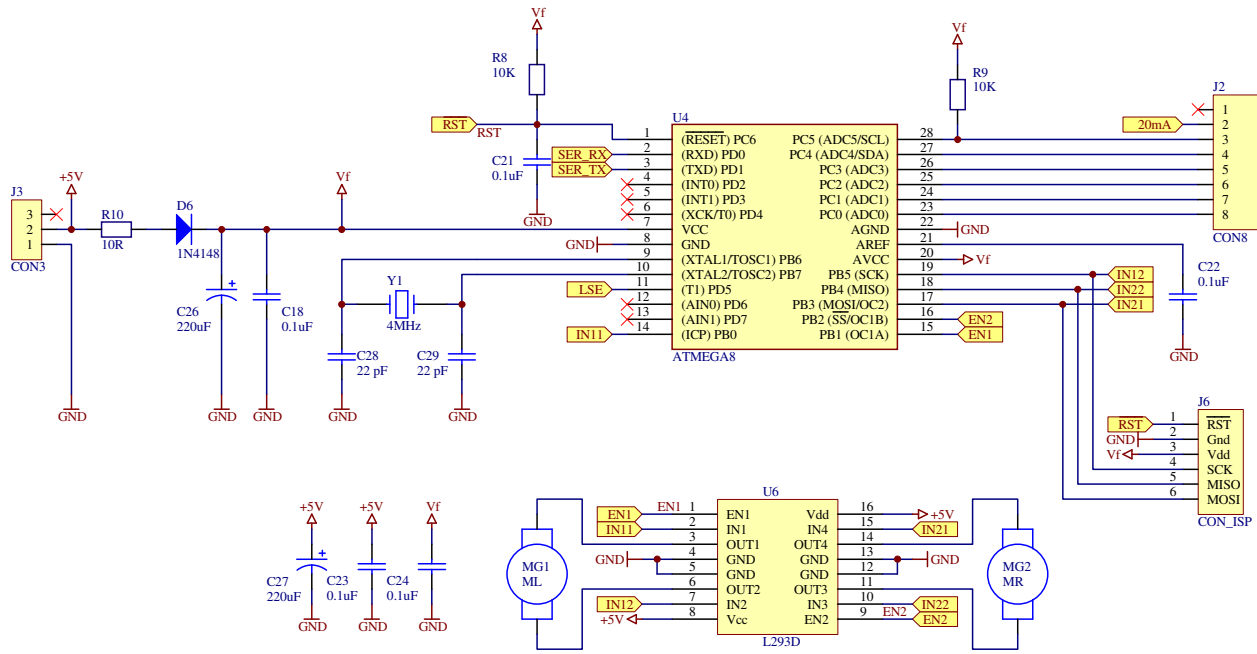 Vf
R8
10K
RST
RST
C21
0.1uF
GND
SER_RX
SER_TX
Vf
R9
10K
J2
20mA
1
2
3
4
5
6
7
8
CON8
U4
1 (RESET) PC6 PC5 (ADC5/SCL) 28
2 (RXD) PD0 PC4 (ADC4/SDA) 27
3 (TXD) PD1 PC3 (ADC3) 26
4 (INT0) PD2 PC2 (ADC2) 25
5 (INT1) PD3 PC1 (ADC1) 24
6 (XCK/T0) PD4 PC0 (ADC0) 23
7 VCC AGND 22 GND
GND 8 GND AREF 21
9 (XTAL1/TOSC1) PB6 AVCC 20 Vf
10 (XTAL2/TOSC2) PB7 PB5 (SCK) 19 IN12
LSE 11 (T1) PD5 PB4 (MISO) 18 IN22
12 (AIN0) PD6 PB3 (MOSI/OC2) 17 IN21
13 (AIN1) PD7 PB2 (SS/OC1B) 16 EN2
IN11 14 (ICP) PB0 PB1 (OC1A) 15 EN1
ATMEGA8
C22
0.1uF
GND
J3
3
2
1
CON3
+5V
R10
10R
D6
1N4148
Vf
C26
220uF
C18
0.1uF
Y1
4MHz
C28
22 pF
C29
22 pF
GND
GND
GND
GND
GND
J6
RST 1 RST
GND 2 Gnd
Vf 3 Vdd
4 SCK
5 MISO
6 MOSI
CON_ISP
+5V
+5V
Vf
C27
220uF
C23
0.1uF
C24
0.1uF
GND
GND
GND
MG1
ML
U6
EN1 EN1 1 EN1 Vdd 16 +5V
IN11 2 IN1 IN4 15 IN21
3 OUT1 OUT4 14
GND 4 GND GND 13 GND
5 GND GND 12
6 OUT2 OUT3 11
IN12 7 IN2 IN3 10 IN22
+5V 8 Vcc EN2 9 EN2 EN2
L293D
MG2
MR